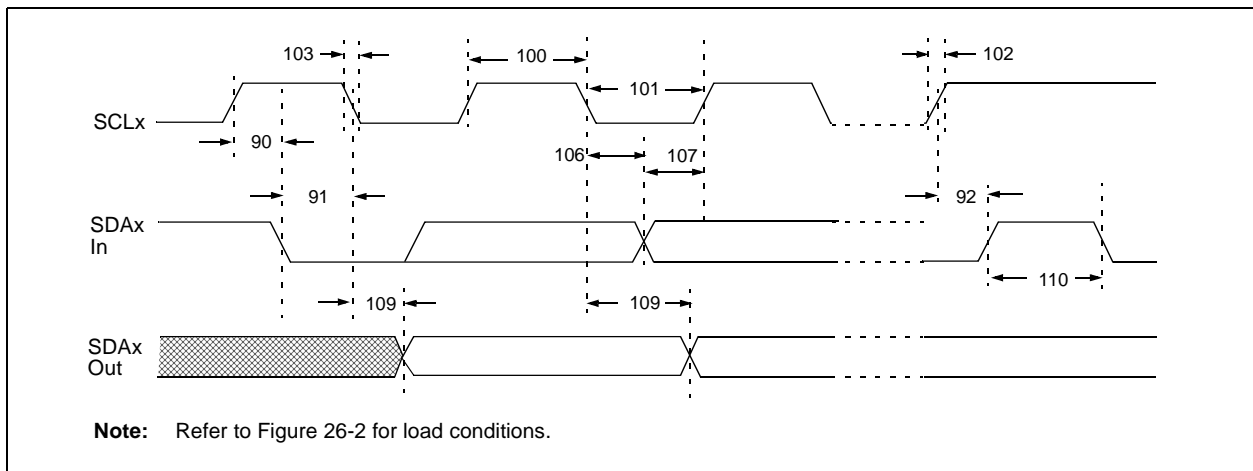 103
100
102
101
SCLx
90
106
107
91
92
SDAx
In
110
109
109
SDAx
Out
Note: Refer to Figure 26-2 for load conditions.